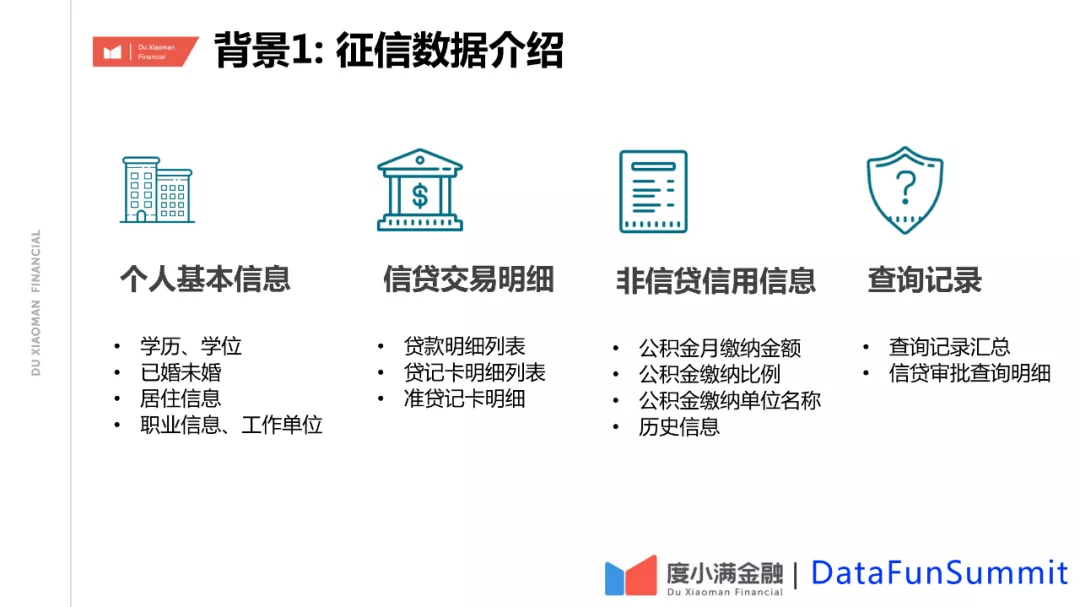 Du Xiaoman
Financial
背景1: 征信数据介绍
DU XIAOMAN FINANCIAL
$
?
个人基本信息
• 学历、学位
• 已婚未婚
• 居住信息
• 职业信息、工作单位
信贷交易明细
• 贷款明细列表
• 贷记卡明细列表
• 准贷记卡明细
非信贷信用信息
• 公积金月缴纳金额
• 公积金缴纳比例
• 公积金缴纳单位名称
• 历史信息
查询记录
• 查询记录汇总
• 信贷审批查询明细
度小满金融 | DataFunSummit
Du Xiaoman Financial